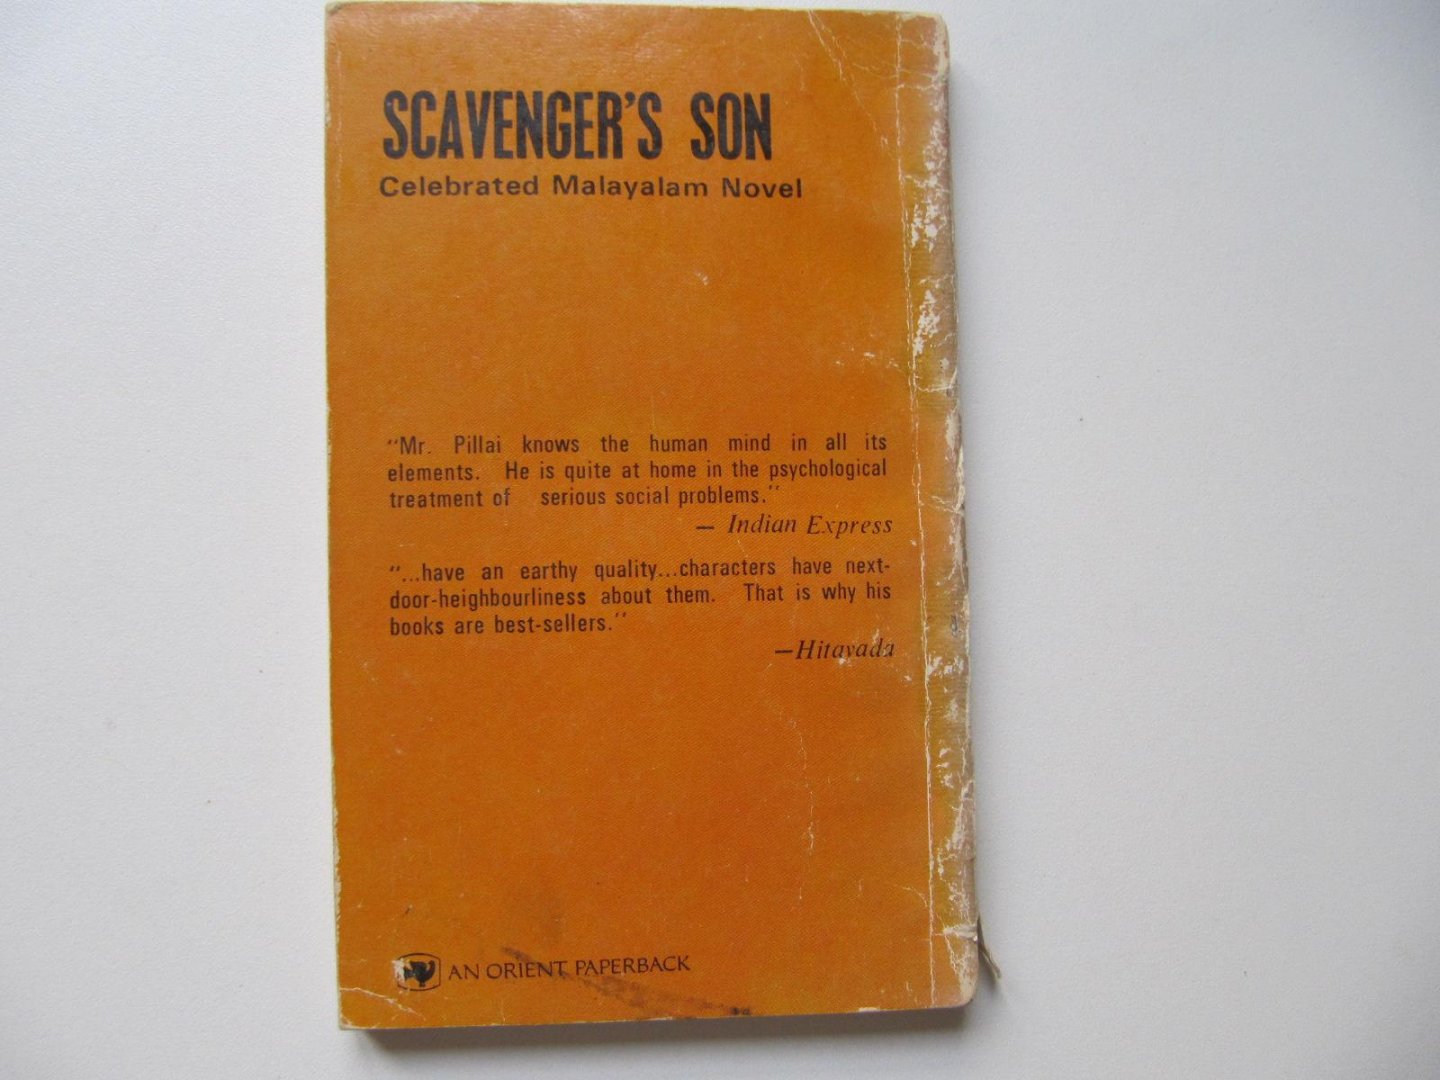 SCAVENGER'S SON
Celebrated Malayalam Novel
"Mr. Pillai knows the human mind in all its
elements. He is quite at home in the psychological
treatment of serious social problems."
— Indian Express
"...have an earthy quality...characters have next-
door-heighbourliness about them. That is why his
books are best-sellers."
—Hitavada
AN ORIENT PAPERBACK